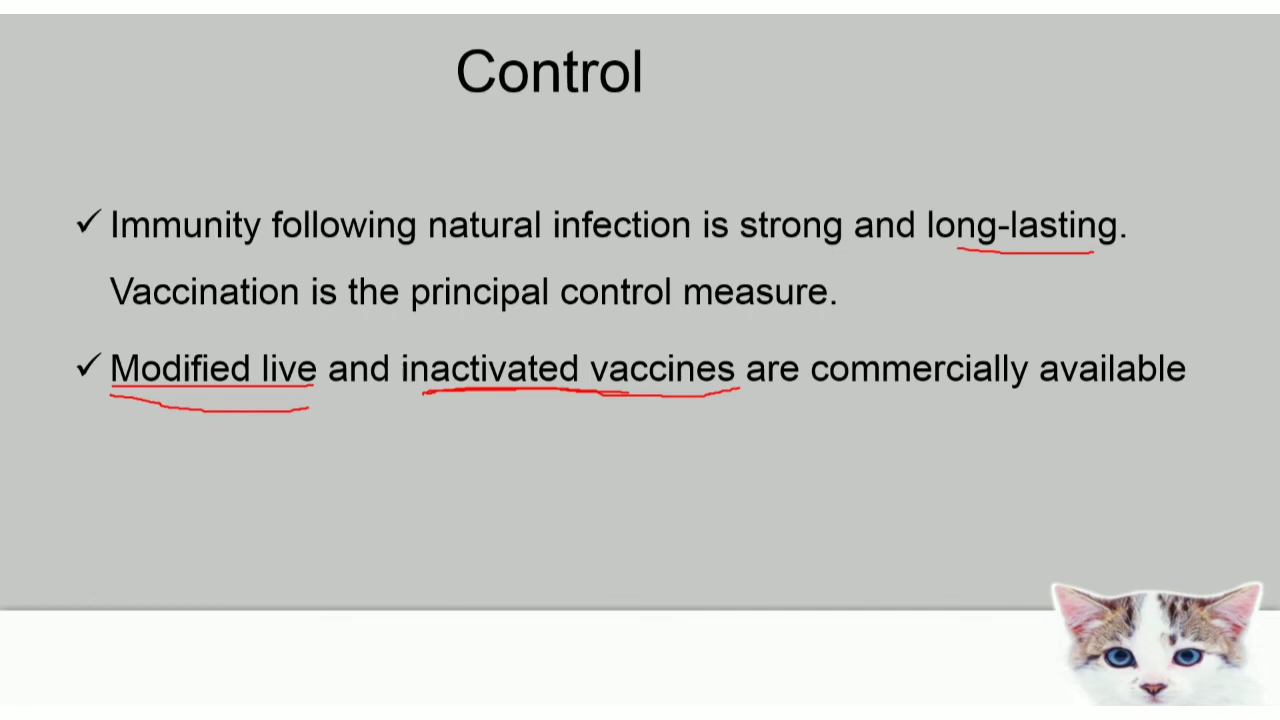 Control
✓ Immunity following natural infection is strong and long-lasting.
Vaccination is the principal control measure.
✓ Modified live and inactivated vaccines are commercially available